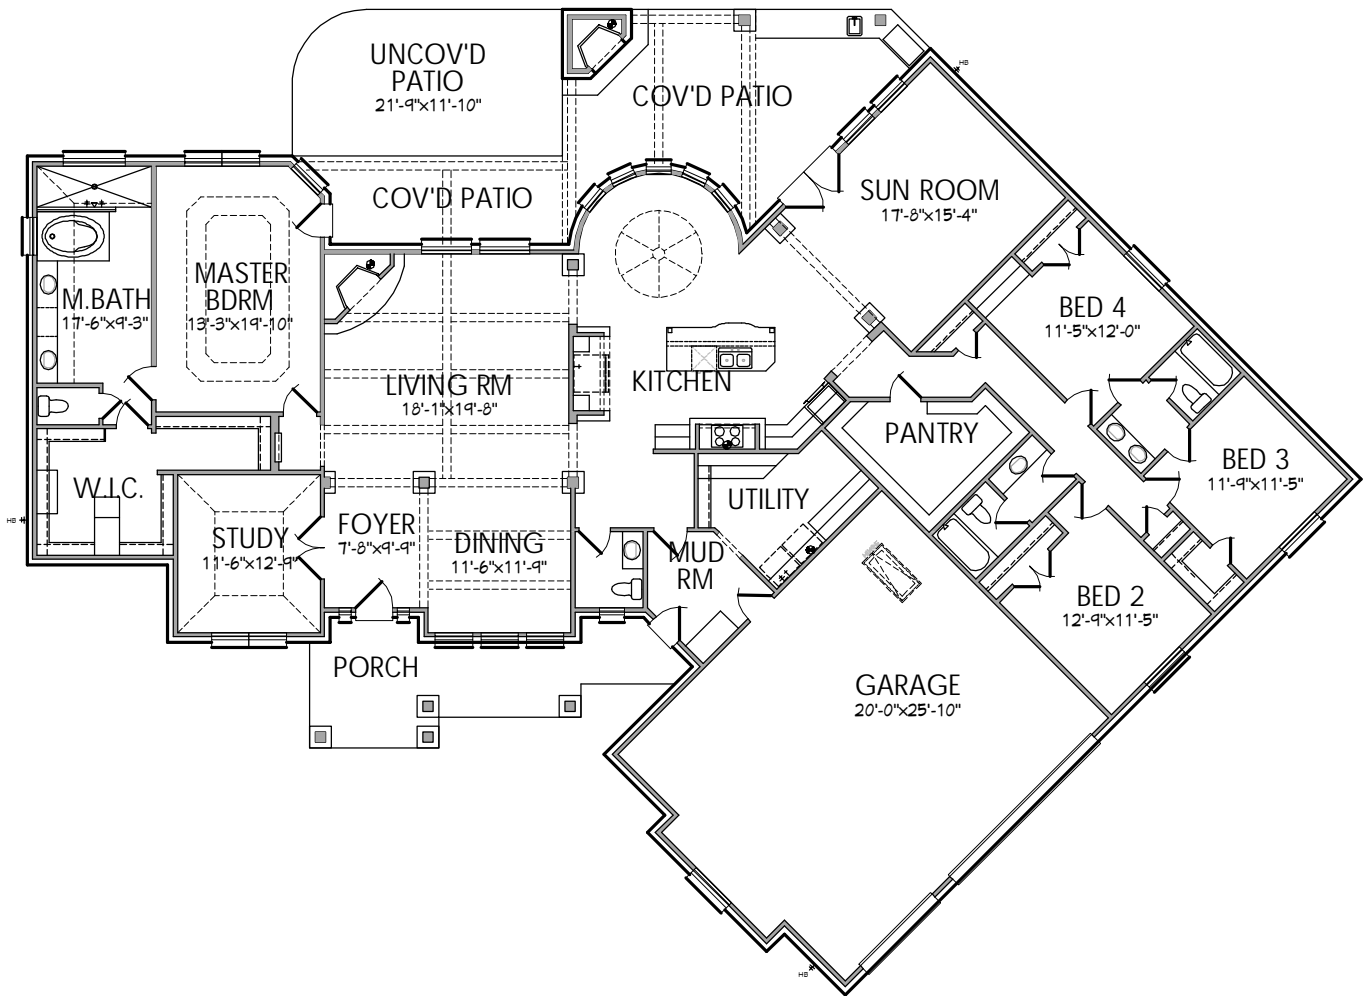 UNCOV'D
PATIO
21'-9"x11'-10"
COV'D PATIO
HB
COV'D PATIO
SUN ROOM
17'-8"x15'-4"
MASTER
BDRM
13'-3"x19'-10"
M.BATH
17'-6"x9'-3"
BED 4
11'-5"x12'-0"
LIVING RM
18'-1"x19'-8"
KITCHEN
PANTRY
BED 3
11'-9"x11'-5"
W.I.C.
UTILITY
HB
STUDY
11'-6"x12'-9"
FOYER
7'-8"x9'-9"
DINING
11'-6"x11'-9"
MUD
RM
BED 2
12'-9"x11'-5"
PORCH
GARAGE
20'-0"x25'-10"
HB